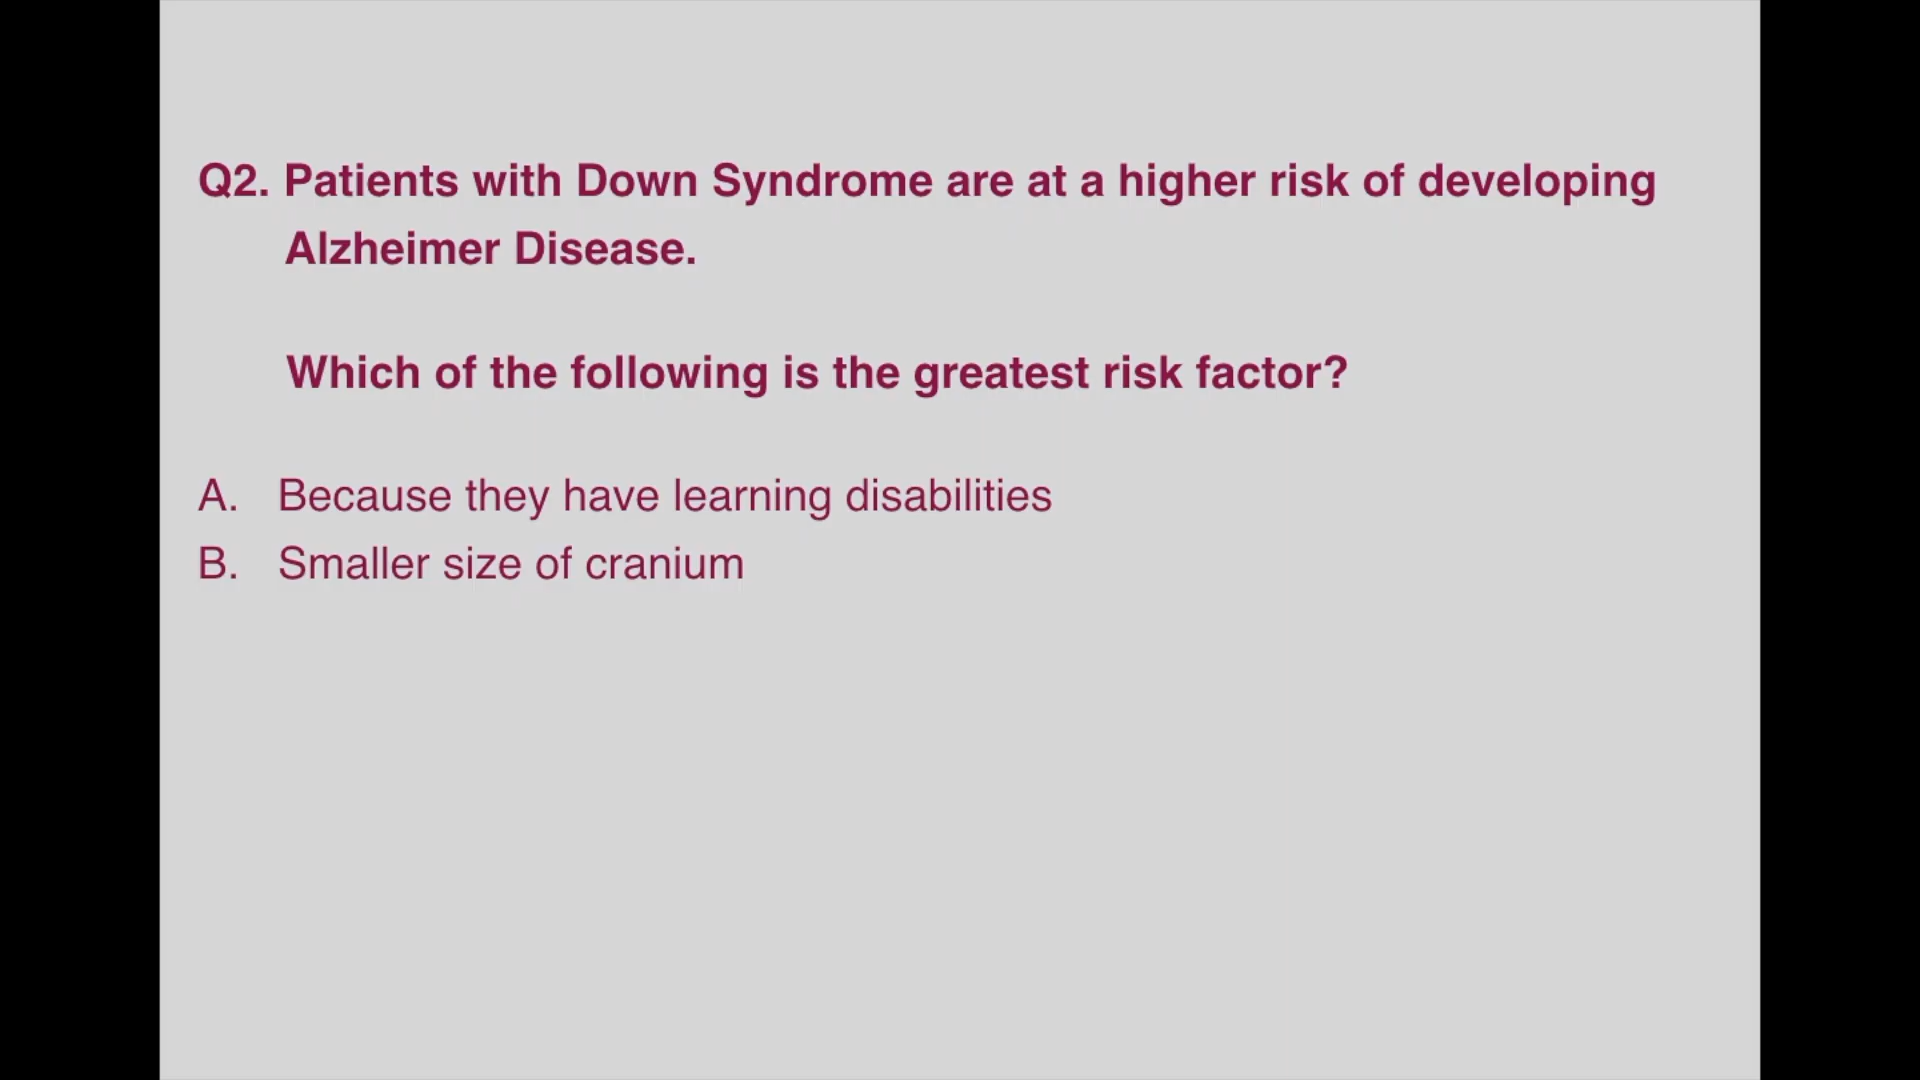 Q2. Patients with Down Syndrome are at a higher risk of developing
Alzheimer Disease.
Which of the following is the greatest risk factor?
A. Because they have learning disabilities
B. Smaller size of cranium